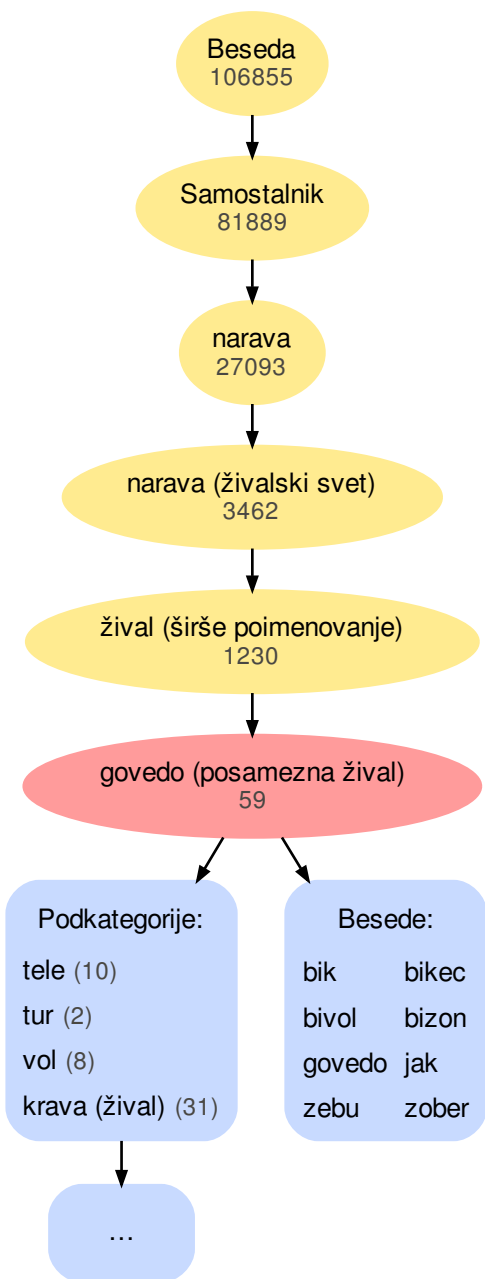 Beseda
106855
Samostalnik
81889
narava
27093
narava (živalski svet)
3462
žival (širše poimenovanje)
1230
govedo (posamezna žival)
59
Podkategorije:
tele (10)
tur (2)
vol (8)
krava (žival) (31)
...
Besede:
bik bikec
bivol bizon
govedo jak
zebu zober